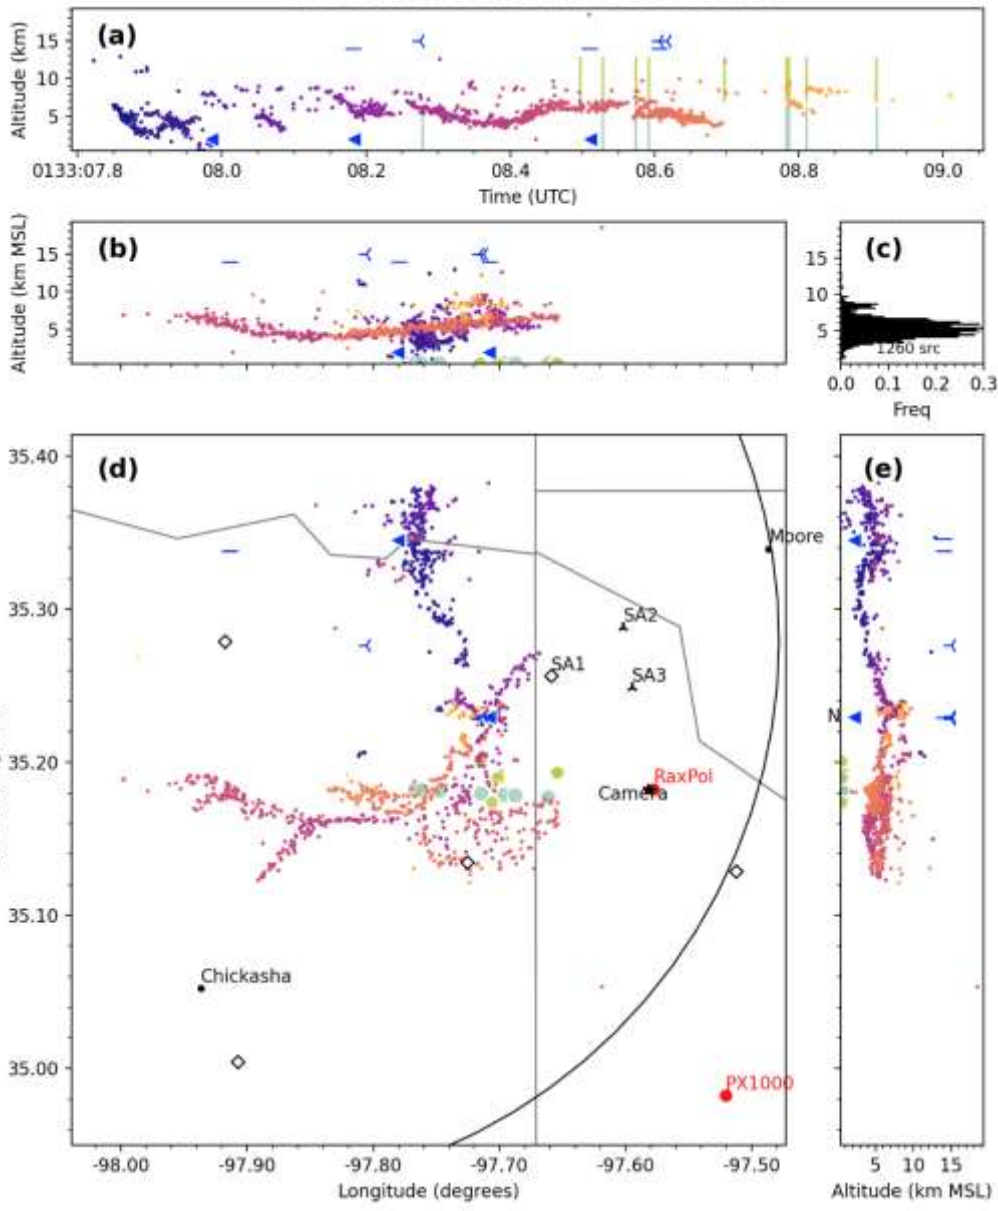 (a)
Altitude (km)
15
10
5
0133:07.8 08.0 08.2 08.4 08.6 08.8 09.0
Time (UTC)
(b)
Altitude (km MSL)
15
10
5
(c)
15
10
5
1260 src
0.0 0.1 0.2 0.3
Freq
(d)
35.40
35.30
35.20
35.10
35.00
Moore
SA2
SA1
SA3
RaxPol
Camera
Chickasha
PX1000
-98.00 -97.90 -97.80 -97.70 -97.60 -97.50
Longitude (degrees)
(e)
N
5 10 15
Altitude (km MSL)